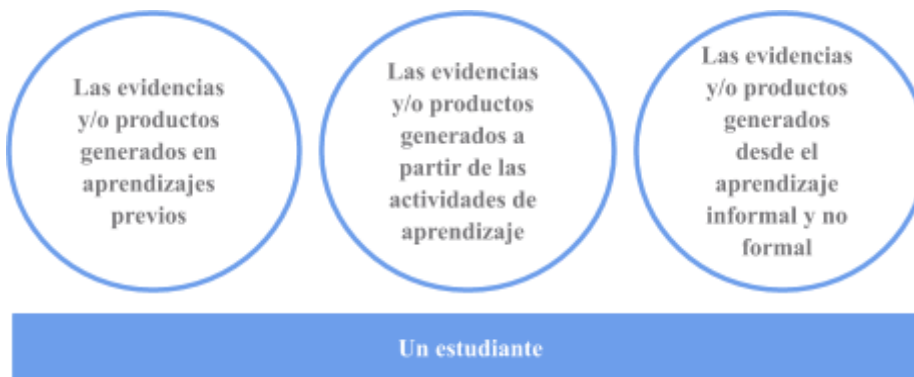 Las evidencias
y/o productos
generados en
aprendizajes
previos
Las evidencias
y/o productos
generados a
partir de las
actividades de
aprendizaje
Las evidencias
y/o productos
generados
desde el
aprendizaje
informal y no
formal
Un estudiante